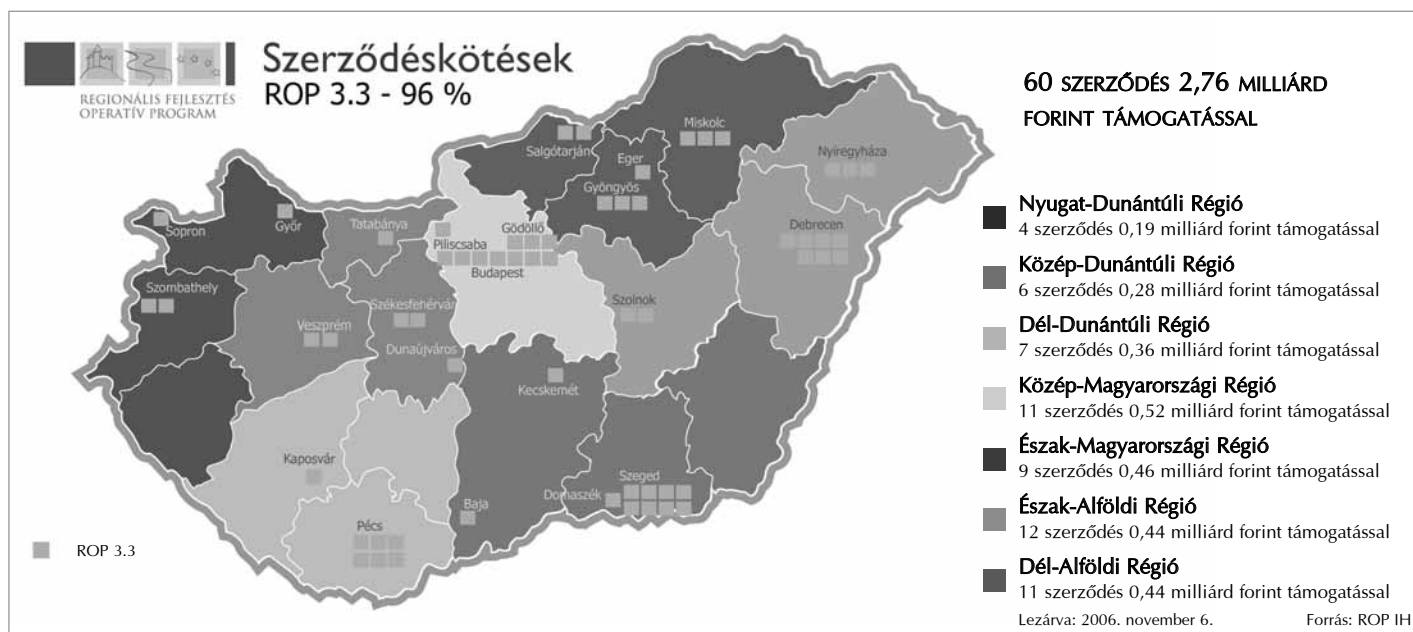 REGIONÁLIS FEJLESZTÉS
OPERATÍV PROGRAM
Szerződéskötések
ROP 3.3 - 96 %
Miskolc
Salgótarján
Eger
Nyíregyháza
Gyöngyös
Sopron
Győr
Tatabánya
Gödöllő
Piliscsaba
Debrecen
Budapest
Szombathely
Székesfehérvár
Szolnok
Veszprém
Dunaújváros
Kecskemét
Kaposvár
Szeged
Domaszék
Baja
Pécs
ROP 3.3
60 SZERZŐDÉS 2,76 MILLIÁRD
FORINT TÁMOGATÁSSAL
Nyugat-Dunántúli Régió
4 szerződés 0,19 milliárd forint támogatással
Közép-Dunántúli Régió
6 szerződés 0,28 milliárd forint támogatással
Dél-Dunántúli Régió
7 szerződés 0,36 milliárd forint támogatással
Közép-Magyarországi Régió
11 szerződés 0,52 milliárd forint támogatással
Észak-Magyarországi Régió
9 szerződés 0,46 milliárd forint támogatással
Észak-Alföldi Régió
12 szerződés 0,44 milliárd forint támogatással
Dél-Alföldi Régió
11 szerződés 0,44 milliárd forint támogatással
Lezárva: 2006. november 6. Forrás: ROP IH